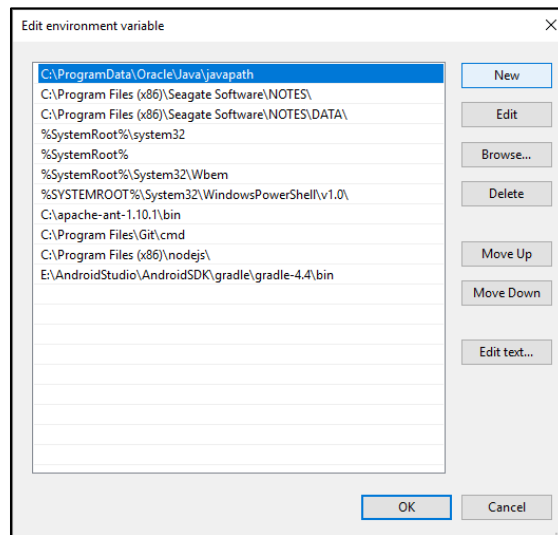 Edit environment variable
C:\ProgramData\Oracle\Java\javapath
C:\Program Files (x86)\Seagate Software\NOTES\
C:\Program Files (x86)\Seagate Software\NOTES\DATA\
%SystemRoot%\system32
%SystemRoot%
%SystemRoot%\System32\Wbem
%SYSTEMROOT%\System32\WindowsPowerShell\v1.0\
C:\apache-ant-1.10.1\bin
C:\Program Files\Git\cmd
C:\Program Files (x86)\nodejs\
E:\AndroidStudio\AndroidSDK\gradle\gradle-4.4\bin
New
Edit
Browse...
Delete
Move Up
Move Down
Edit text...
OK
Cancel